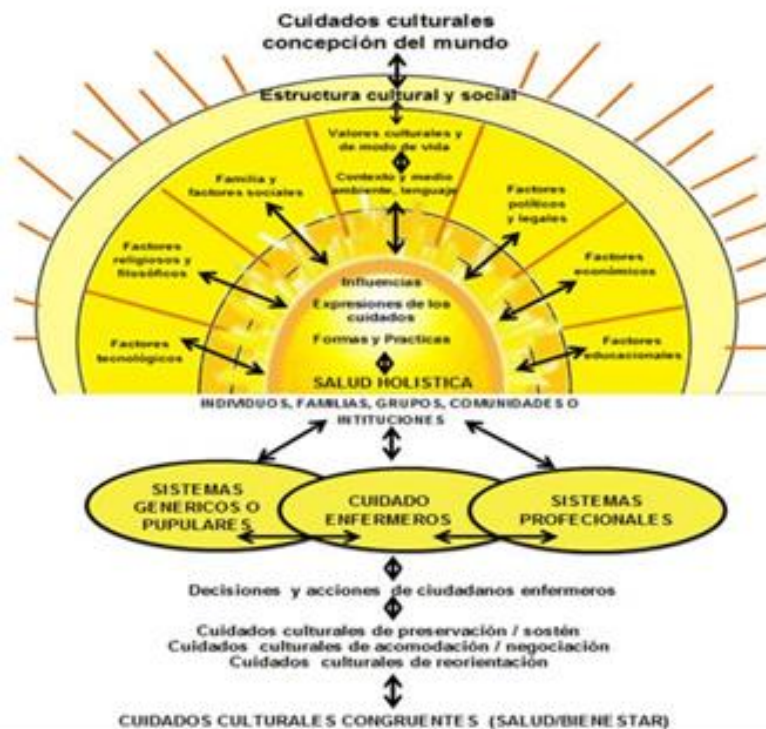 Cuidados culturales
concepción del mundo
Estructura cultural y social
Valores culturales y
de modo de vida
Familia y
factores sociales
Contexto y medio
ambiente, lenguaje
Factores
políticos
y legales
Factores
religiosos y
filosóficos
Factores
económicos
Influencias
Expresiones de los
cuidados
Formas y Practicas
Factores
tecnológicos
Factores
educacionales
SALUD HOLISTICA
INDIVIDUOS, FAMILIAS, GRUPOS, COMUNIDADES O
INTITUCIONES
SISTEMAS
GENERICOS O
PUPULARES
CUIDADO
ENFERMEROS
SISTEMAS
PROFECIONALES
Decisiones y acciones de ciudadanos enfermeros
Cuidados culturales de preservación / sostén
Cuidados culturales de acomodación / negociación
Cuidados culturales de reorientación
CUIDADOS CULTURALES CONGRUENTES (SALUD/BIENESTAR)